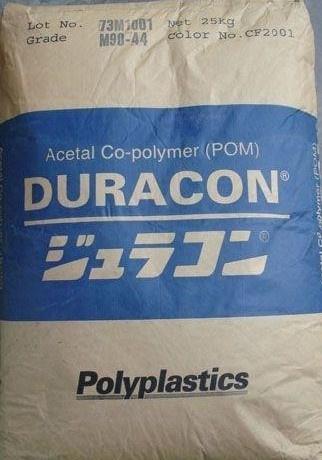 Lot No. 73M1001 Net 25kg
Grade M90-44 color No.CF2001
Acetal Co-polymer (POM)
DURACON®
ジュラコン®
Polyplastics